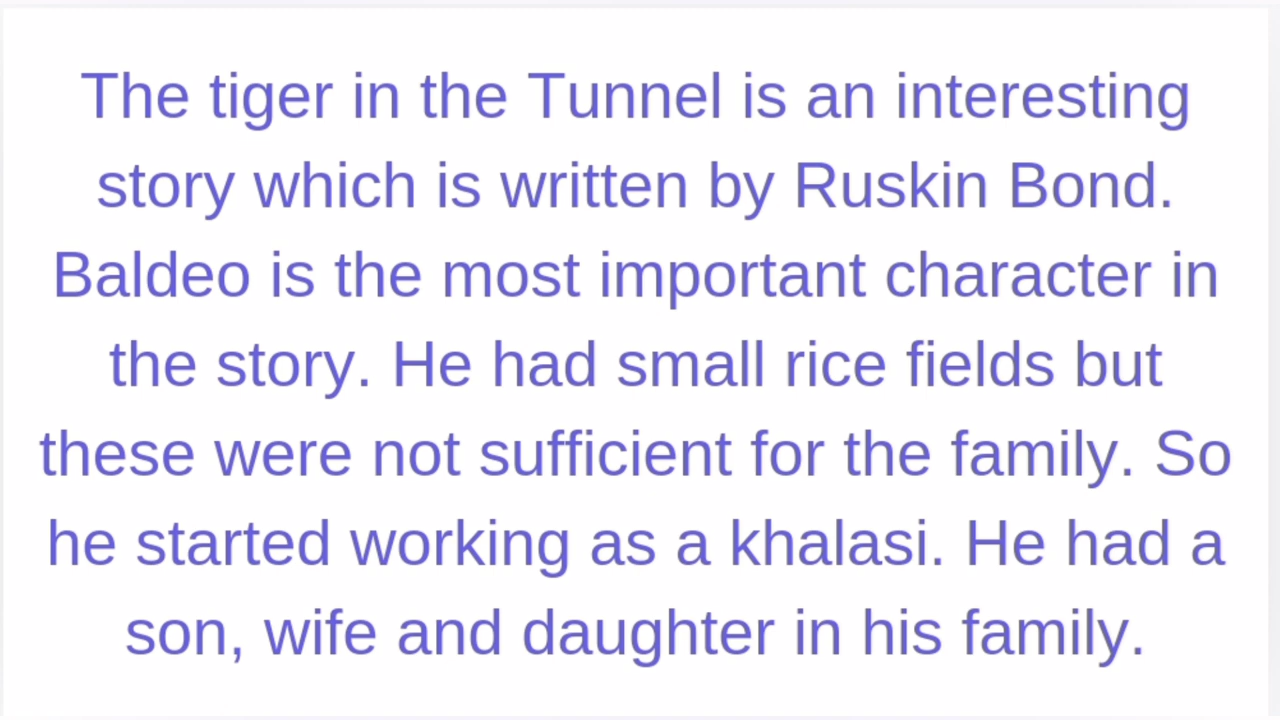 The tiger in the Tunnel is an interesting
story which is written by Ruskin Bond.
Baldeo is the most important character in
the story. He had small rice fields but
these were not sufficient for the family. So
he started working as a khalasi. He had a
son, wife and daughter in his family.